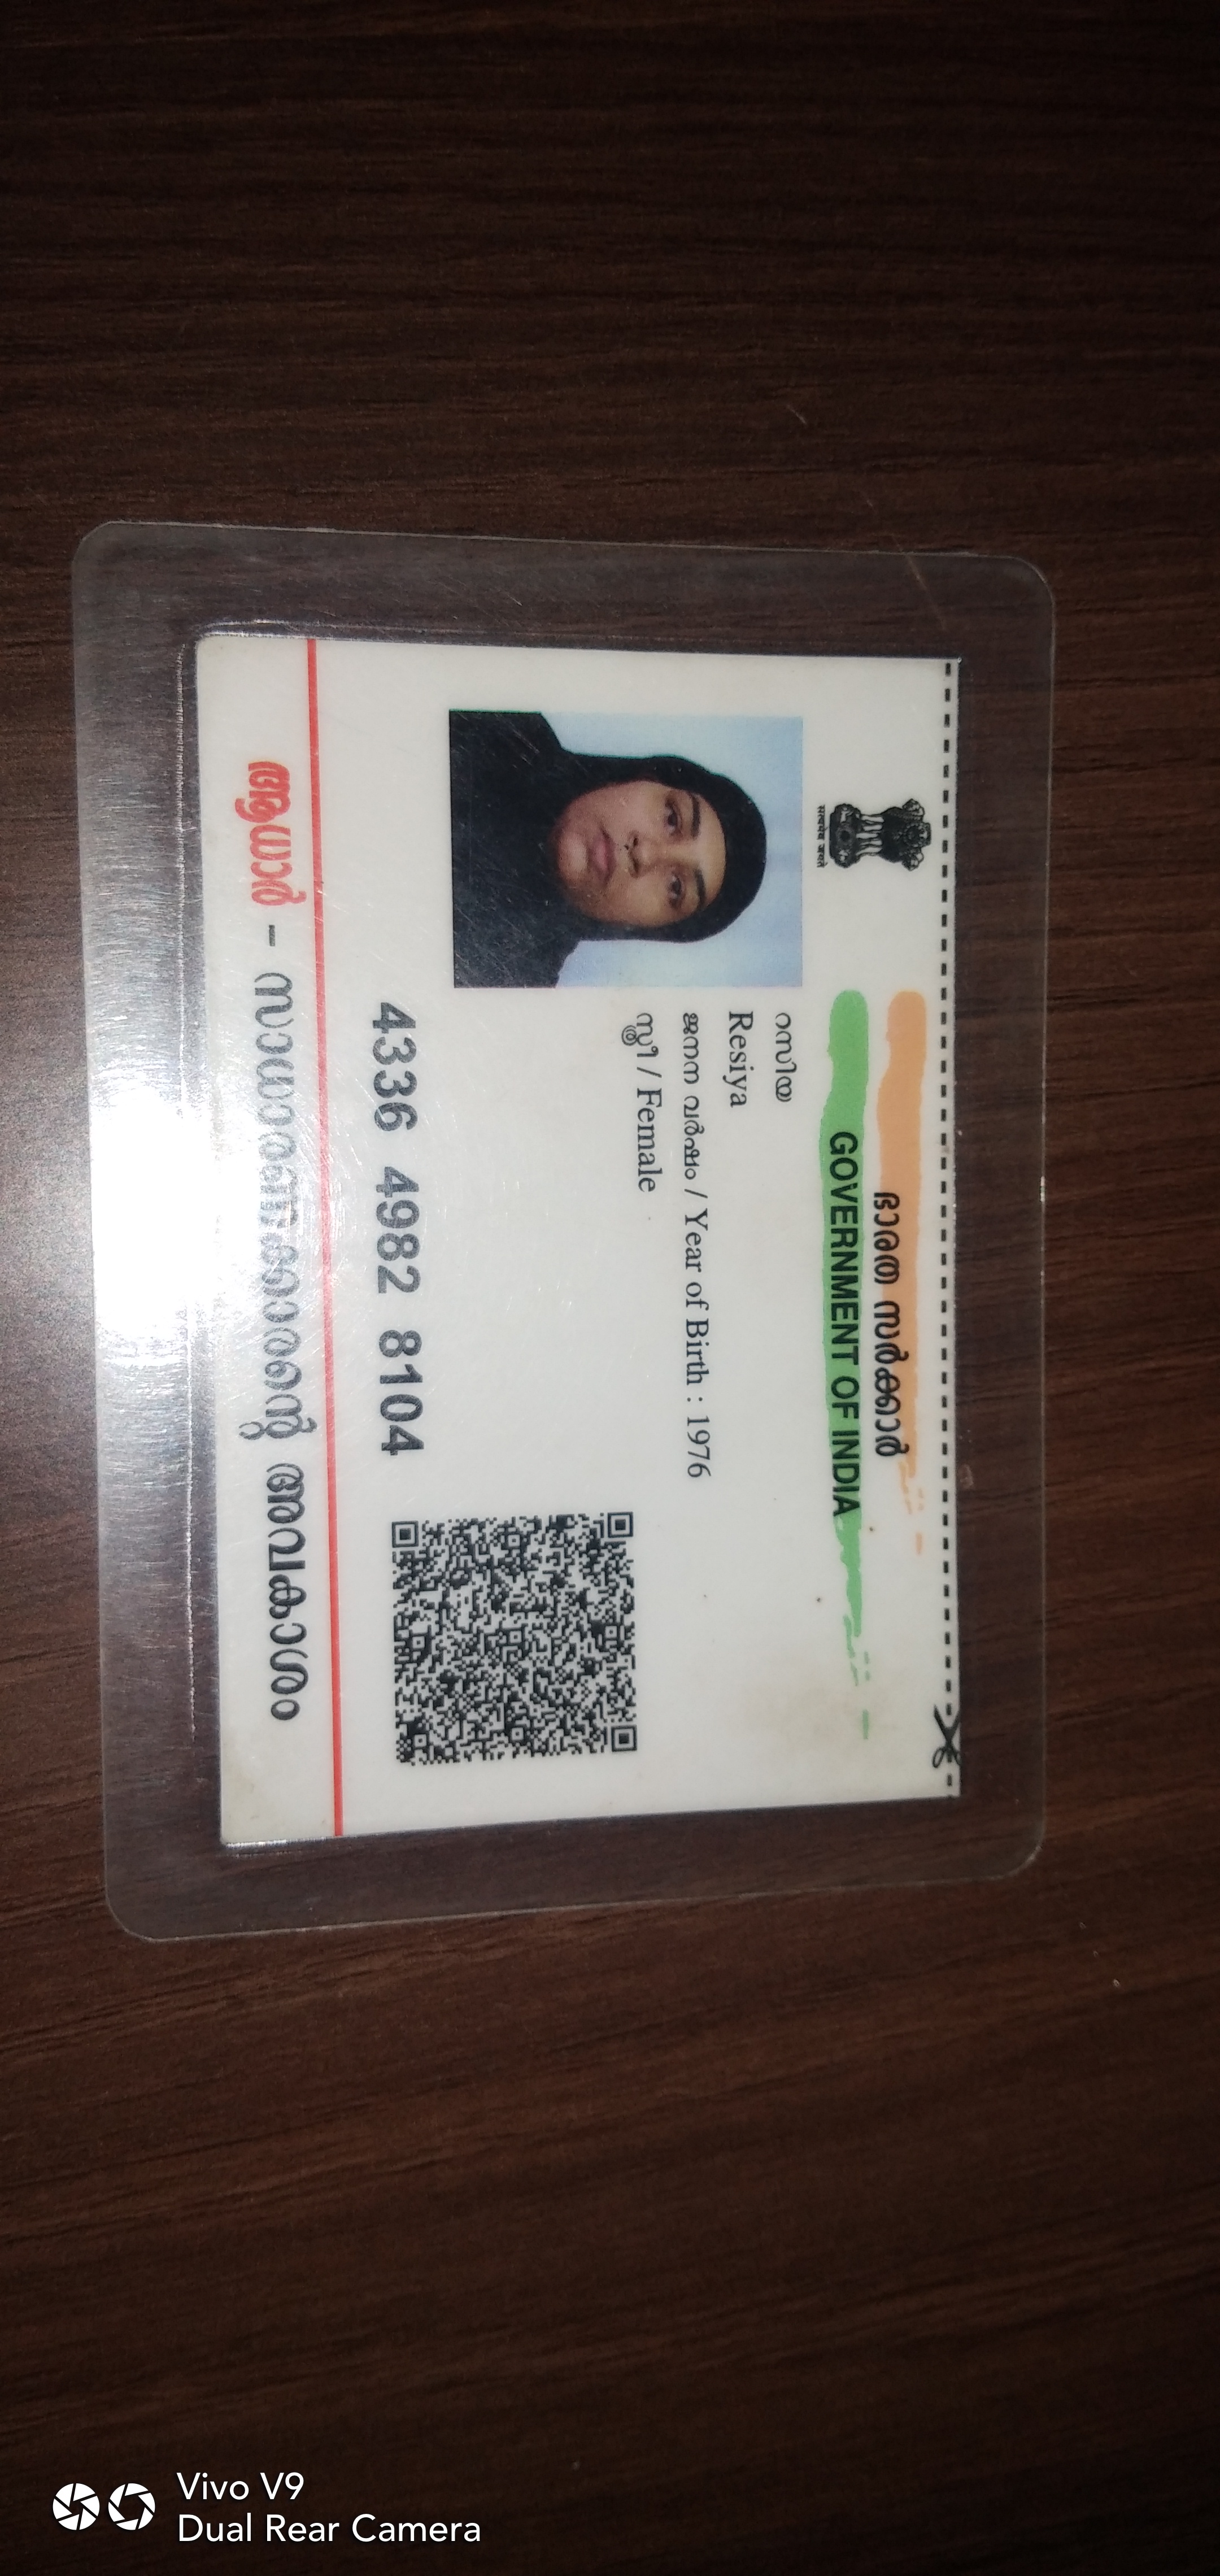 ഭാരത സർക്കാർ
GOVERNMENT OF INDIA
सत्यमेव जयते
റസിയ
Resiya
ജനന വർഷം / Year of Birth : 1976
സ്ത്രീ / Female
4336 4982 8104
ആധാർ - സാധാരണക്കാരന്റെ അവകാശം
Vivo V9
Dual Rear Camera